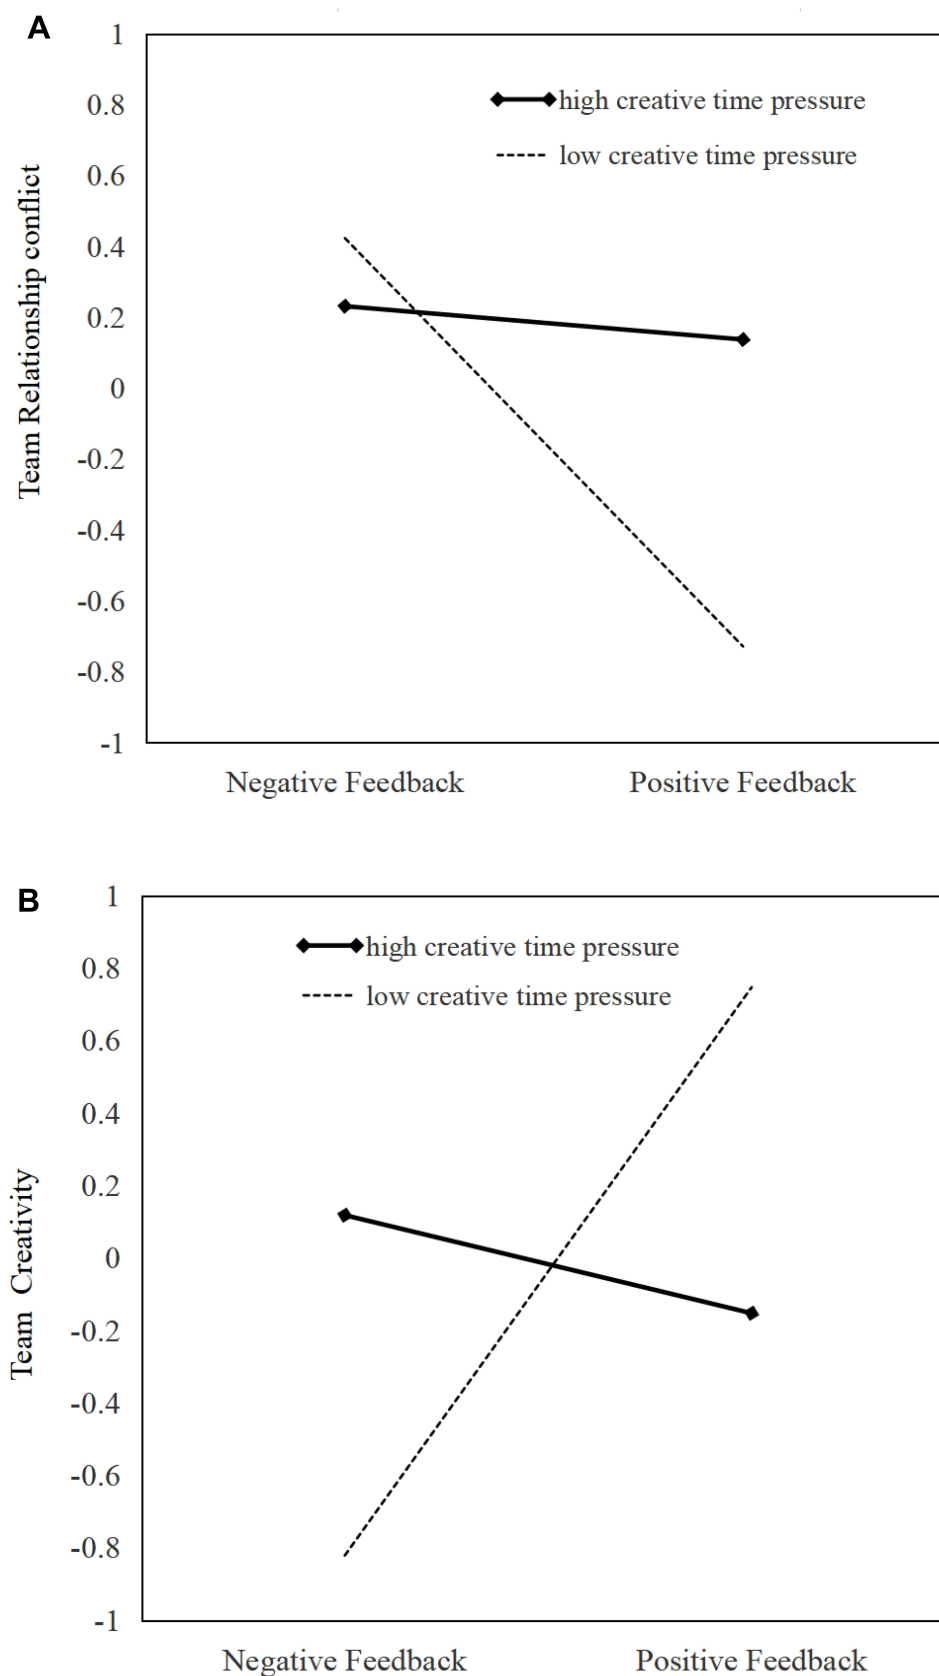 A
1
0.8
0.6
0.4
0.2
0
-0.2
-0.4
-0.6
-0.8
-1
Team Relationship conflict
high creative time pressure
low creative time pressure
Negative Feedback Positive Feedback
B
1
0.8
0.6
0.4
0.2
0
-0.2
-0.4
-0.6
-0.8
-1
Team Creativity
high creative time pressure
low creative time pressure
Negative Feedback Positive Feedback